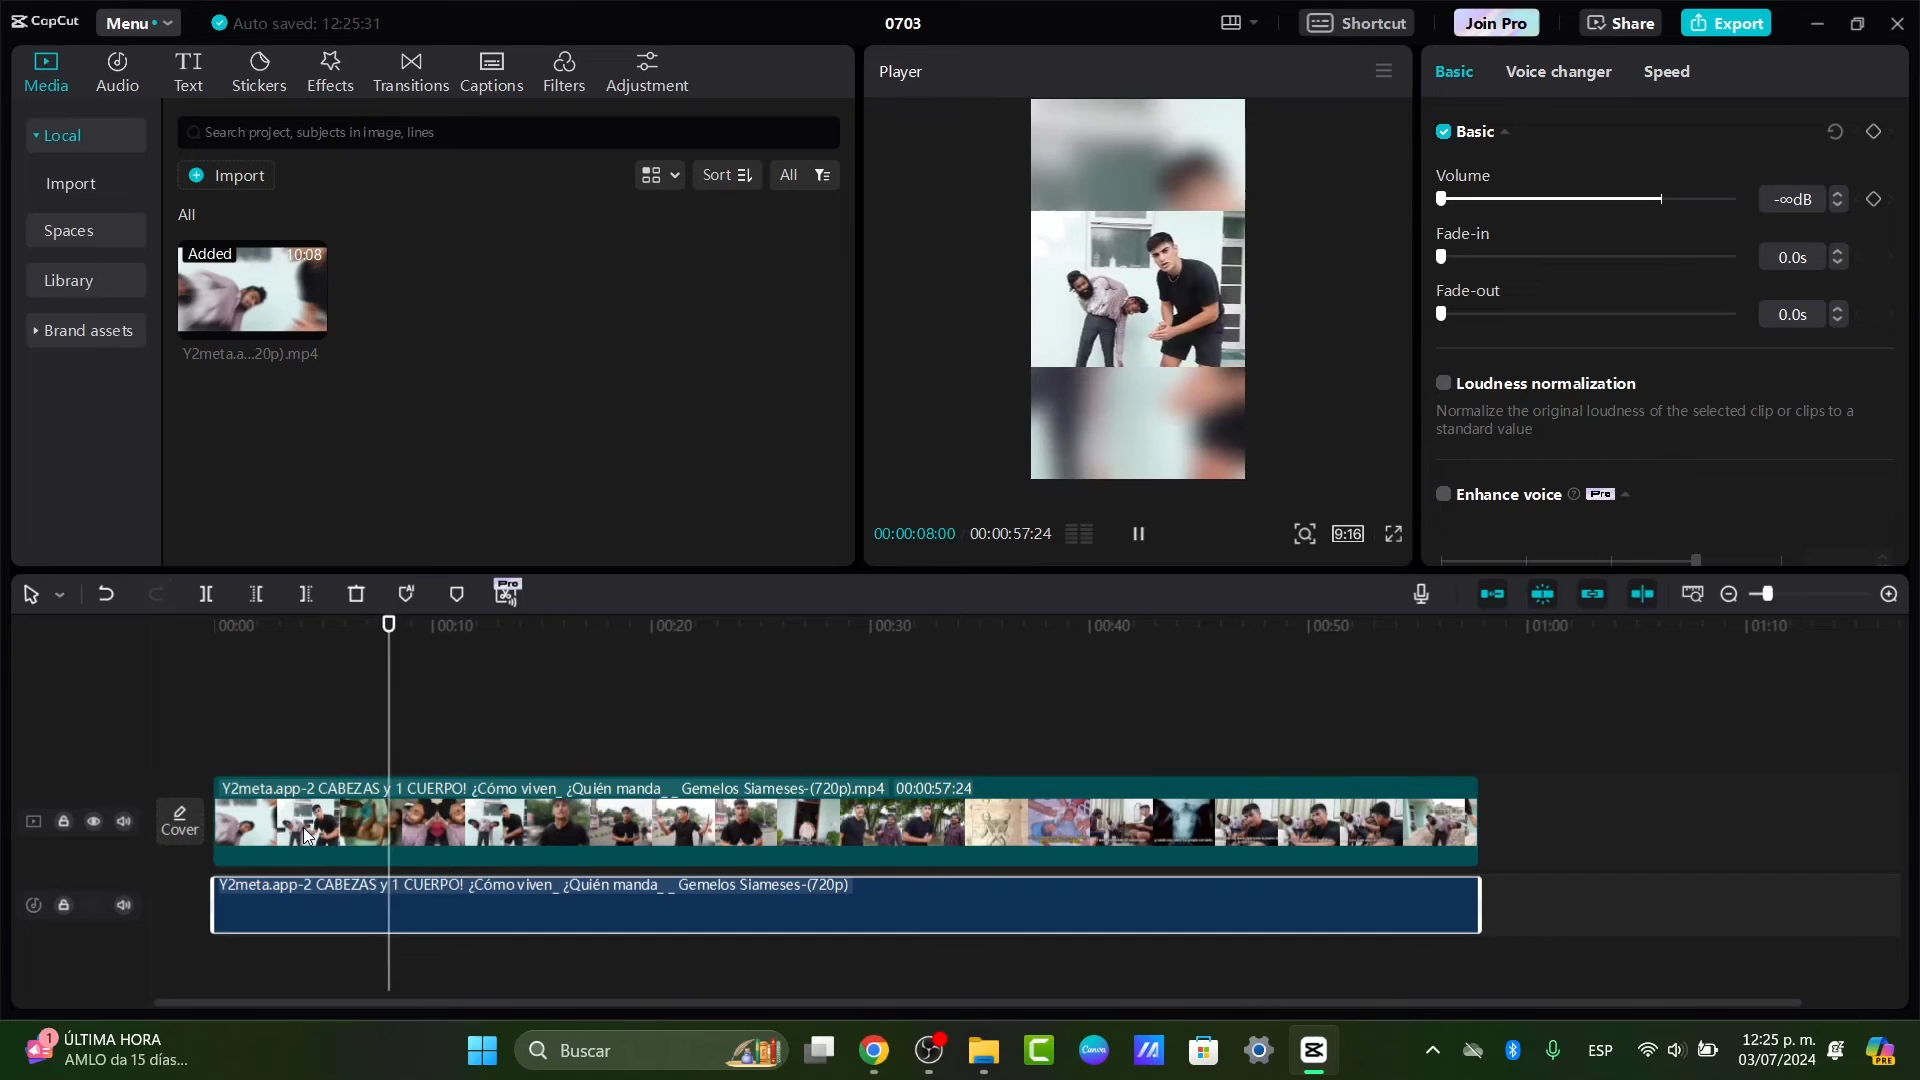 CapCut
Menu
Auto saved: 12:25:31
0703
Shortcut
Join Pro
Share
Export
Media
Audio
Text
Stickers
Effects
Transitions
Captions
Filters
Adjustment
Local
Import
Spaces
Library
Brand assets
Search project, subjects in image, lines
Import
Sort
All
All
Added
10:08
Y2meta.a...20p).mp4
Player
00:00:08:00
00:00:57:24
9:16
Basic
Voice changer
Speed
Basic
Volume
-∞dB
Fade-in
0.0s
Fade-out
0.0s
Loudness normalization
Normalize the original loudness of the selected clip or clips to a
standard value
Enhance voice
Pro
Pro
00:00
00:10
00:20
00:30
00:40
00:50
01:00
01:10
Cover
Y2meta.app-2 CABEZAS y 1 CUERPO! ¿Cómo viven_ ¿Quién manda_ _ Gemelos Siameses-(720p).mp4 00:00:57:24
Y2meta.app-2 CABEZAS y 1 CUERPO! ¿Cómo viven_ ¿Quién manda_ _ Gemelos Siameses-(720p)
1
ÚLTIMA HORA
AMLO da 15 días...
Buscar
Canva
ESP
12:25 p. m.
03/07/2024
PRE